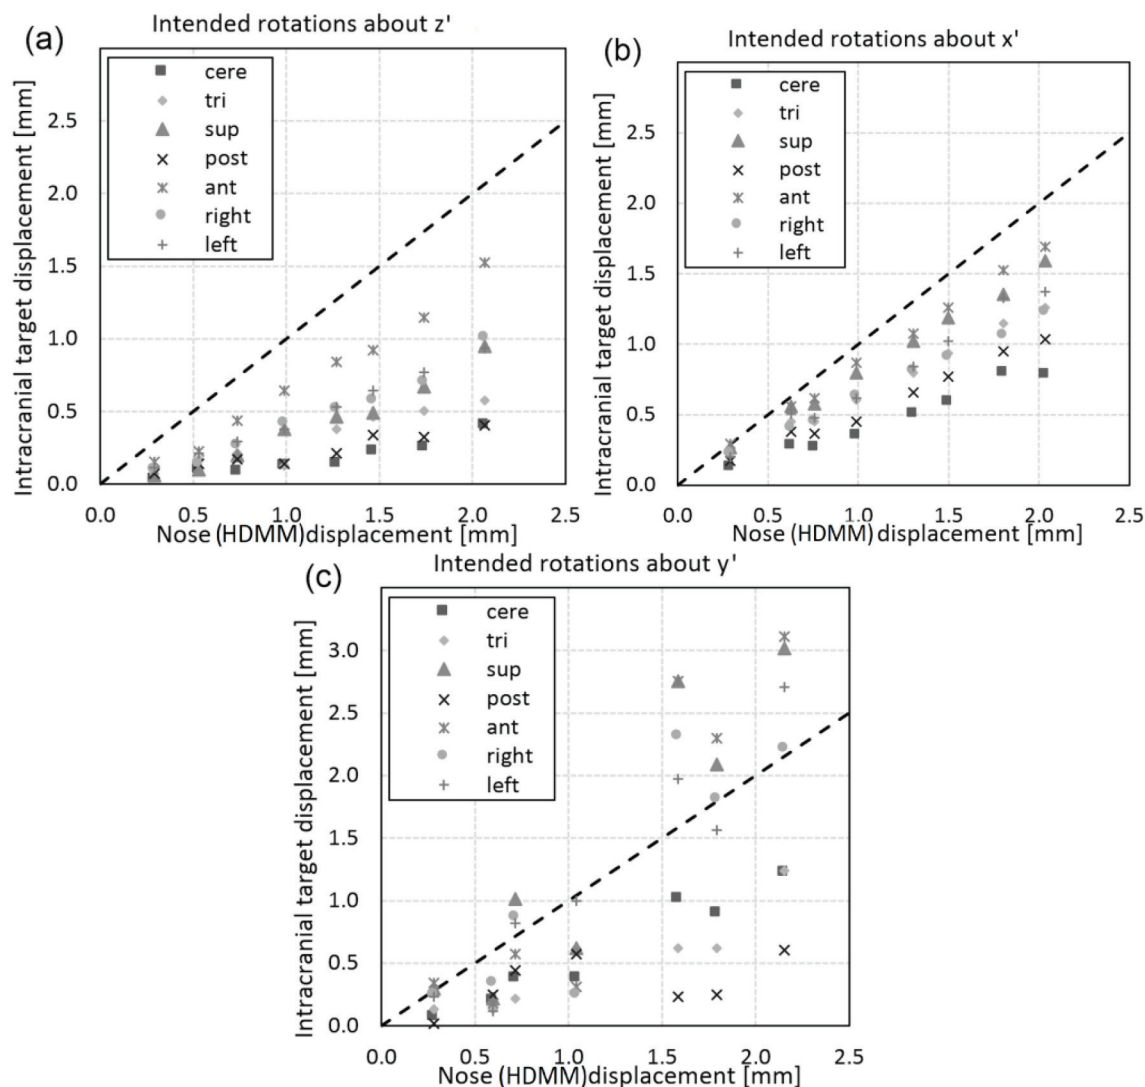 (a)
Intended rotations about z'
cere
tri
sup
post
ant
right
left
Intracranial target displacement [mm]
2.5
2.0
1.5
1.0
0.5
0.0
0.0 0.5 1.0 1.5 2.0 2.5
Nose (HDMM)displacement [mm]
(b)
Intended rotations about x'
cere
tri
sup
post
ant
right
left
Intracranial target displacement [mm]
2.5
2.0
1.5
1.0
0.5
0.0
0.0 0.5 1.0 1.5 2.0 2.5
Nose (HDMM)displacement [mm]
(c)
Intended rotations about y'
cere
tri
sup
post
ant
right
left
Intracranial target displacement [mm]
3.0
2.5
2.0
1.5
1.0
0.5
0.0
0.0 0.5 1.0 1.5 2.0 2.5
Nose (HDMM)displacement [mm]